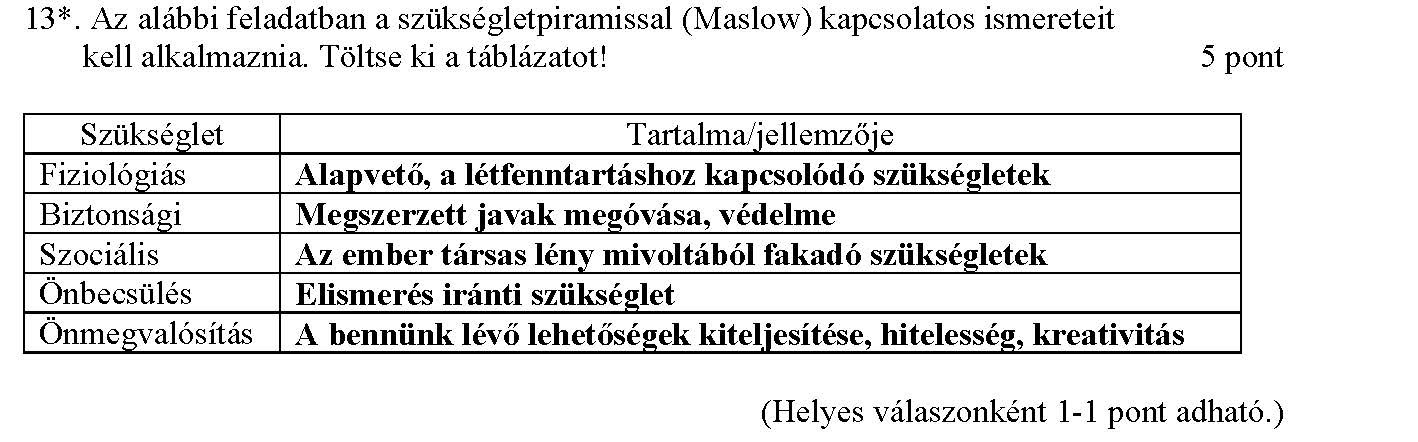 13*. Az alábbi feladatban a szükségletpiramissal (Maslow) kapcsolatos ismereteit
kell alkalmaznia. Töltse ki a táblázatot! 5 pont
Szükséglet Tartalma/jellemzője
Fiziológiás Alapvető, a létfenntartáshoz kapcsolódó szükségletek
Biztonsági Megszerzett javak megóvása, védelme
Szociális Az ember társas lény mivoltából fakadó szükségletek
Önbecsülés Elismerés iránti szükséglet
Önmegvalósítás A bennünk lévő lehetőségek kiteljesítése, hitelesség, kreativitás
(Helyes válaszonként 1-1 pont adható.)